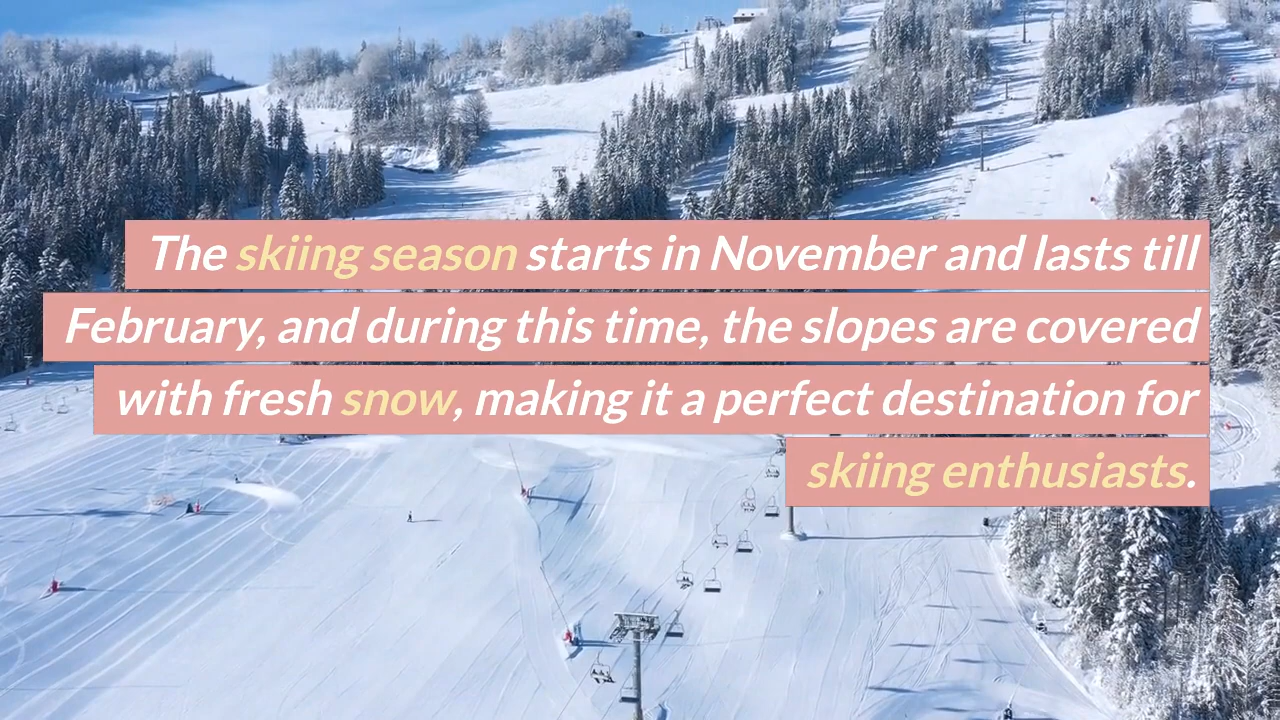 The skiing season starts in November and lasts till
February, and during this time, the slopes are covered
with fresh snow, making it a perfect destination for
skiing enthusiasts.